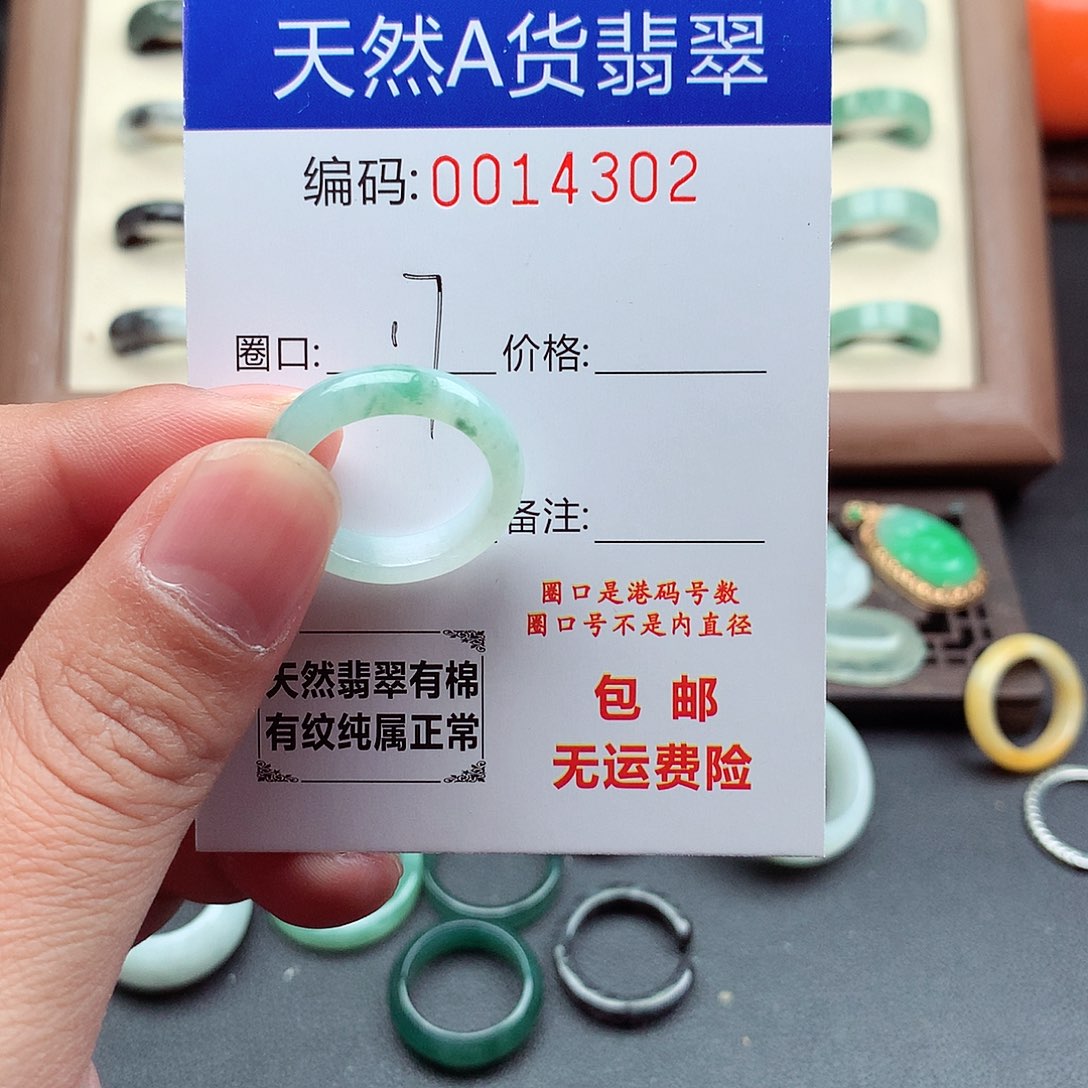 天然A货翡翠
编码:0014302
圈口:
价格:
备注:
圈口是港码号数
圈口号不是内直径
天然翡翠有棉
有纹纯属正常
包 邮
无运费险